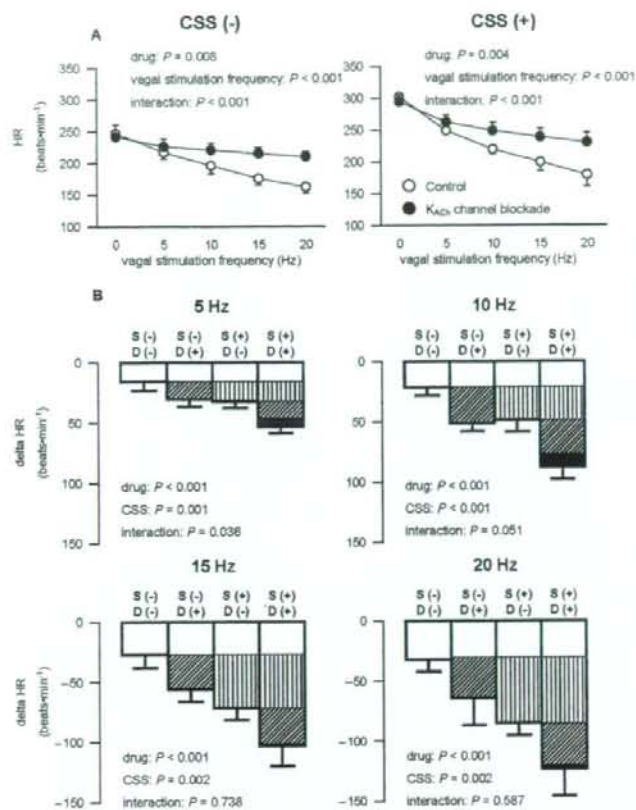 CSS (-)
CSS (+)
A
drug: P = 0.008
vagal stimulation frequency: P < 0.001
interaction: P < 0.001
drug: P = 0.004
vagal stimulation frequency: P < 0.001
interaction: P < 0.001
HR
(beats•min⁻¹)
350
300
250
200
150
100
350
300
250
200
150
100
Control
K_ACh channel blockade
0 5 10 15 20
0 5 10 15 20
vagal stimulation frequency (Hz)
vagal stimulation frequency (Hz)
B
5 Hz
10 Hz
S (-) S (-) S (+) S (+)
D (-) D (+) D (-) D (+)
S (-) S (-) S (+) S (+)
D (-) D (+) D (-) D (+)
delta HR
(beats•min⁻¹)
0
50
100
150
0
50
100
150
drug: P < 0.001
CSS: P = 0.001
interaction: P = 0.036
drug: P < 0.001
CSS: P < 0.001
interaction: P = 0.051
15 Hz
20 Hz
S (-) S (-) S (+) S (+)
D (-) D (+) D (-) D (+)
S (-) S (-) S (+) S (+)
D (-) D (+) D (-) D (+)
delta HR
(beats•min⁻¹)
0
−50
−100
−150
0
−50
−100
−150
drug: P < 0.001
CSS: P = 0.002
interaction: P = 0.738
drug: P < 0.001
CSS: P = 0.002
interaction: P = 0.587